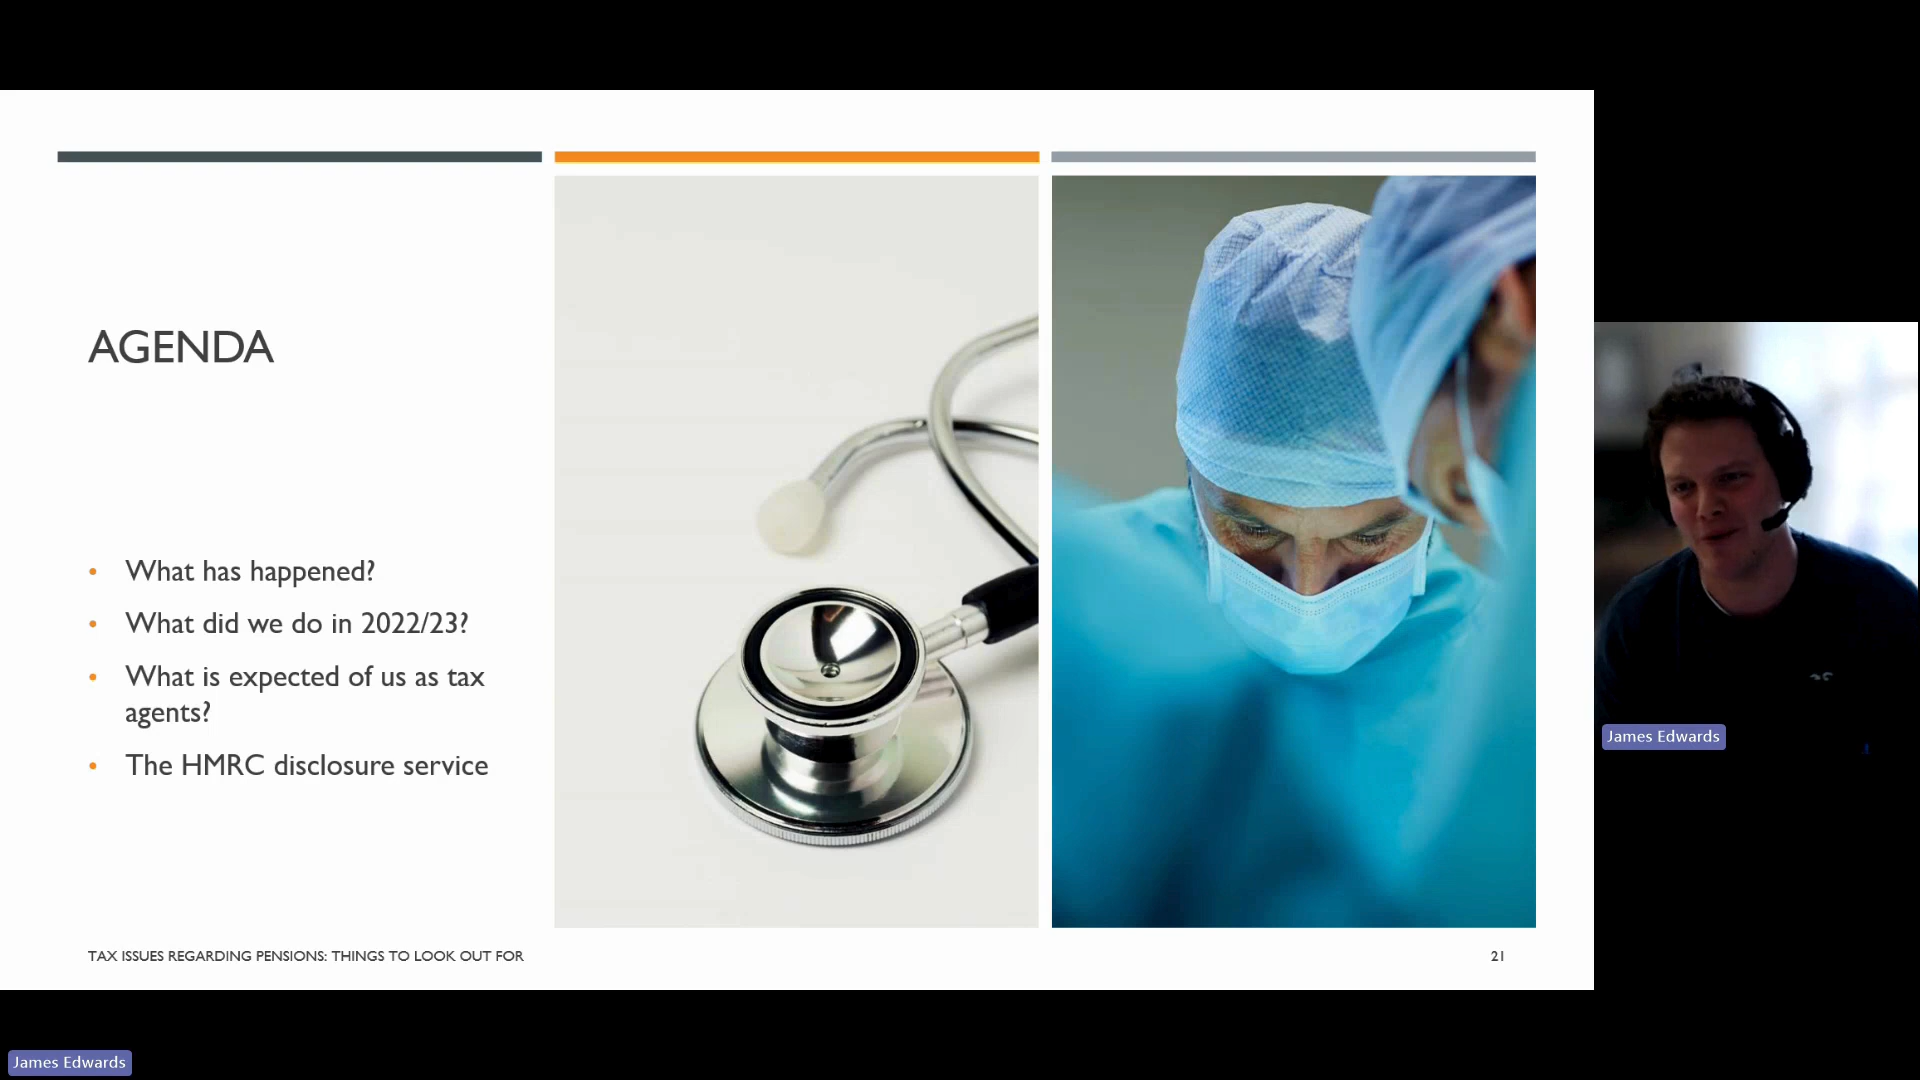 AGENDA
• What has happened?
• What did we do in 2022/23?
• What is expected of us as tax
agents?
• The HMRC disclosure service
TAX ISSUES REGARDING PENSIONS: THINGS TO LOOK OUT FOR
21
James Edwards
James Edwards